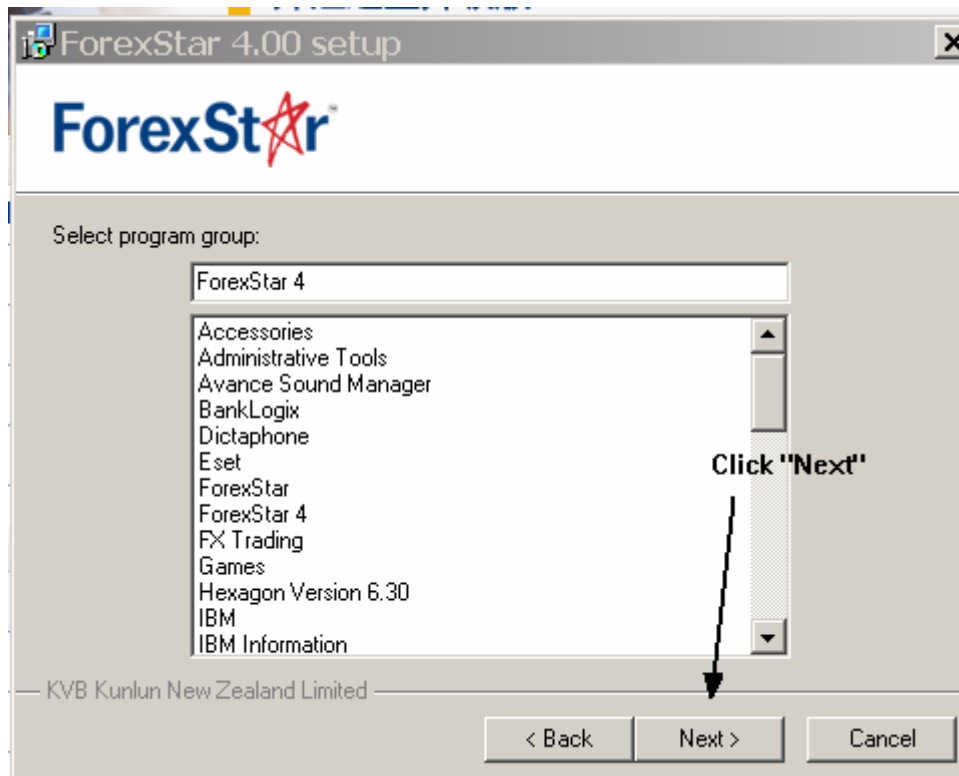 ForexStar 4.00 setup
ForexStar™
Select program group:
ForexStar 4
Accessories
Administrative Tools
Avance Sound Manager
BankLogix
Dictaphone
Eset
ForexStar
ForexStar 4
FX Trading
Games
Hexagon Version 6.30
IBM
IBM Information
Click "Next"
KVB Kunlun New Zealand Limited
< Back
Next >
Cancel